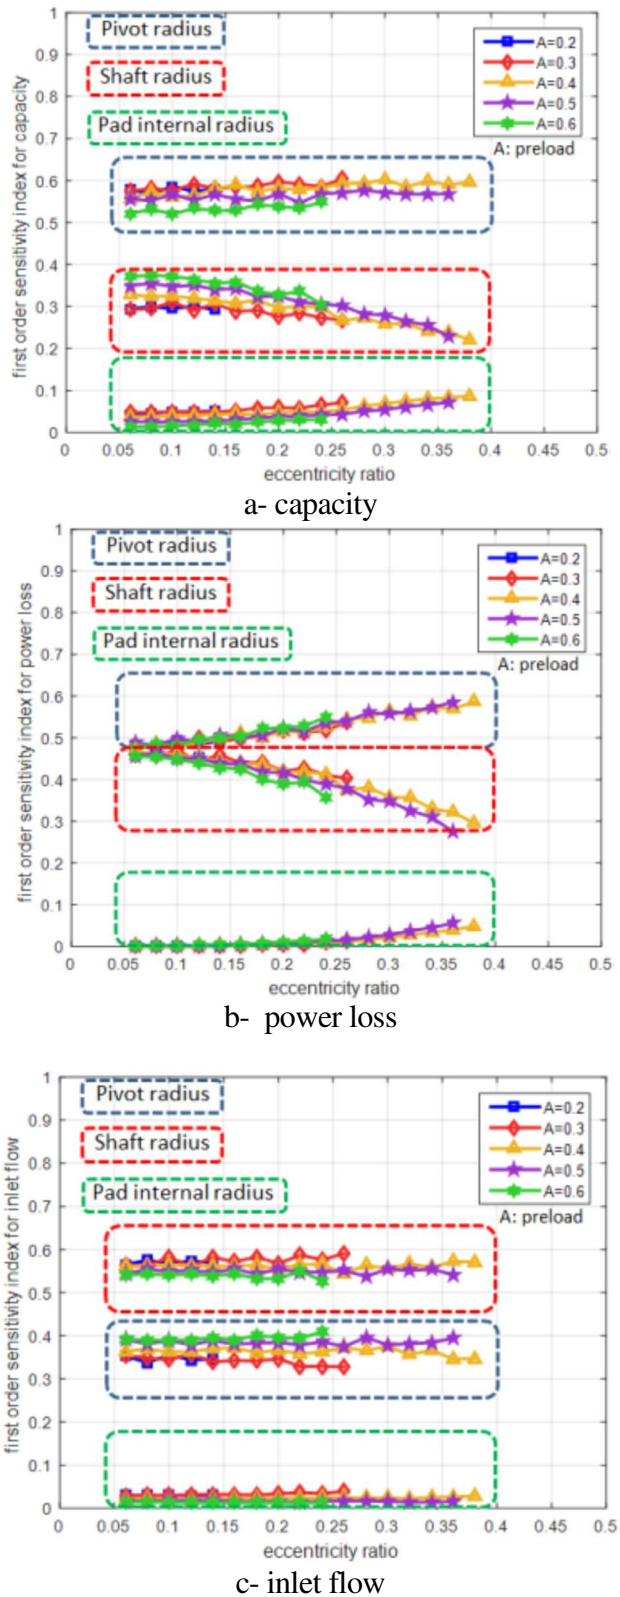 1
Pivot radius
0.9
Shaft radius
0.8
Pad internal radius
0.7
0.6
0.5
0.4
0.3
0.2
0.1
0
A=0.2
A=0.3
A=0.4
A=0.5
A=0.6
A: preload
first order sensitivity index for capacity
0 0.05 0.1 0.15 0.2 0.25 0.3 0.35 0.4 0.45 0.5
eccentricity ratio
a- capacity
1
Pivot radius
0.9
Shaft radius
0.8
Pad internal radius
0.7
0.6
0.5
0.4
0.3
0.2
0.1
0
A=0.2
A=0.3
A=0.4
A=0.5
A=0.6
A: preload
first order sensitivity index for power loss
0 0.05 0.1 0.15 0.2 0.25 0.3 0.35 0.4 0.45 0.5
eccentricity ratio
b- power loss
1
Pivot radius
0.9
Shaft radius
0.8
Pad internal radius
0.7
0.6
0.5
0.4
0.3
0.2
0.1
0
A=0.2
A=0.3
A=0.4
A=0.5
A=0.6
A: preload
first order sensitivity index for inlet flow
0 0.05 0.1 0.15 0.2 0.25 0.3 0.35 0.4 0.45 0.5
eccentricity ratio
c- inlet flow